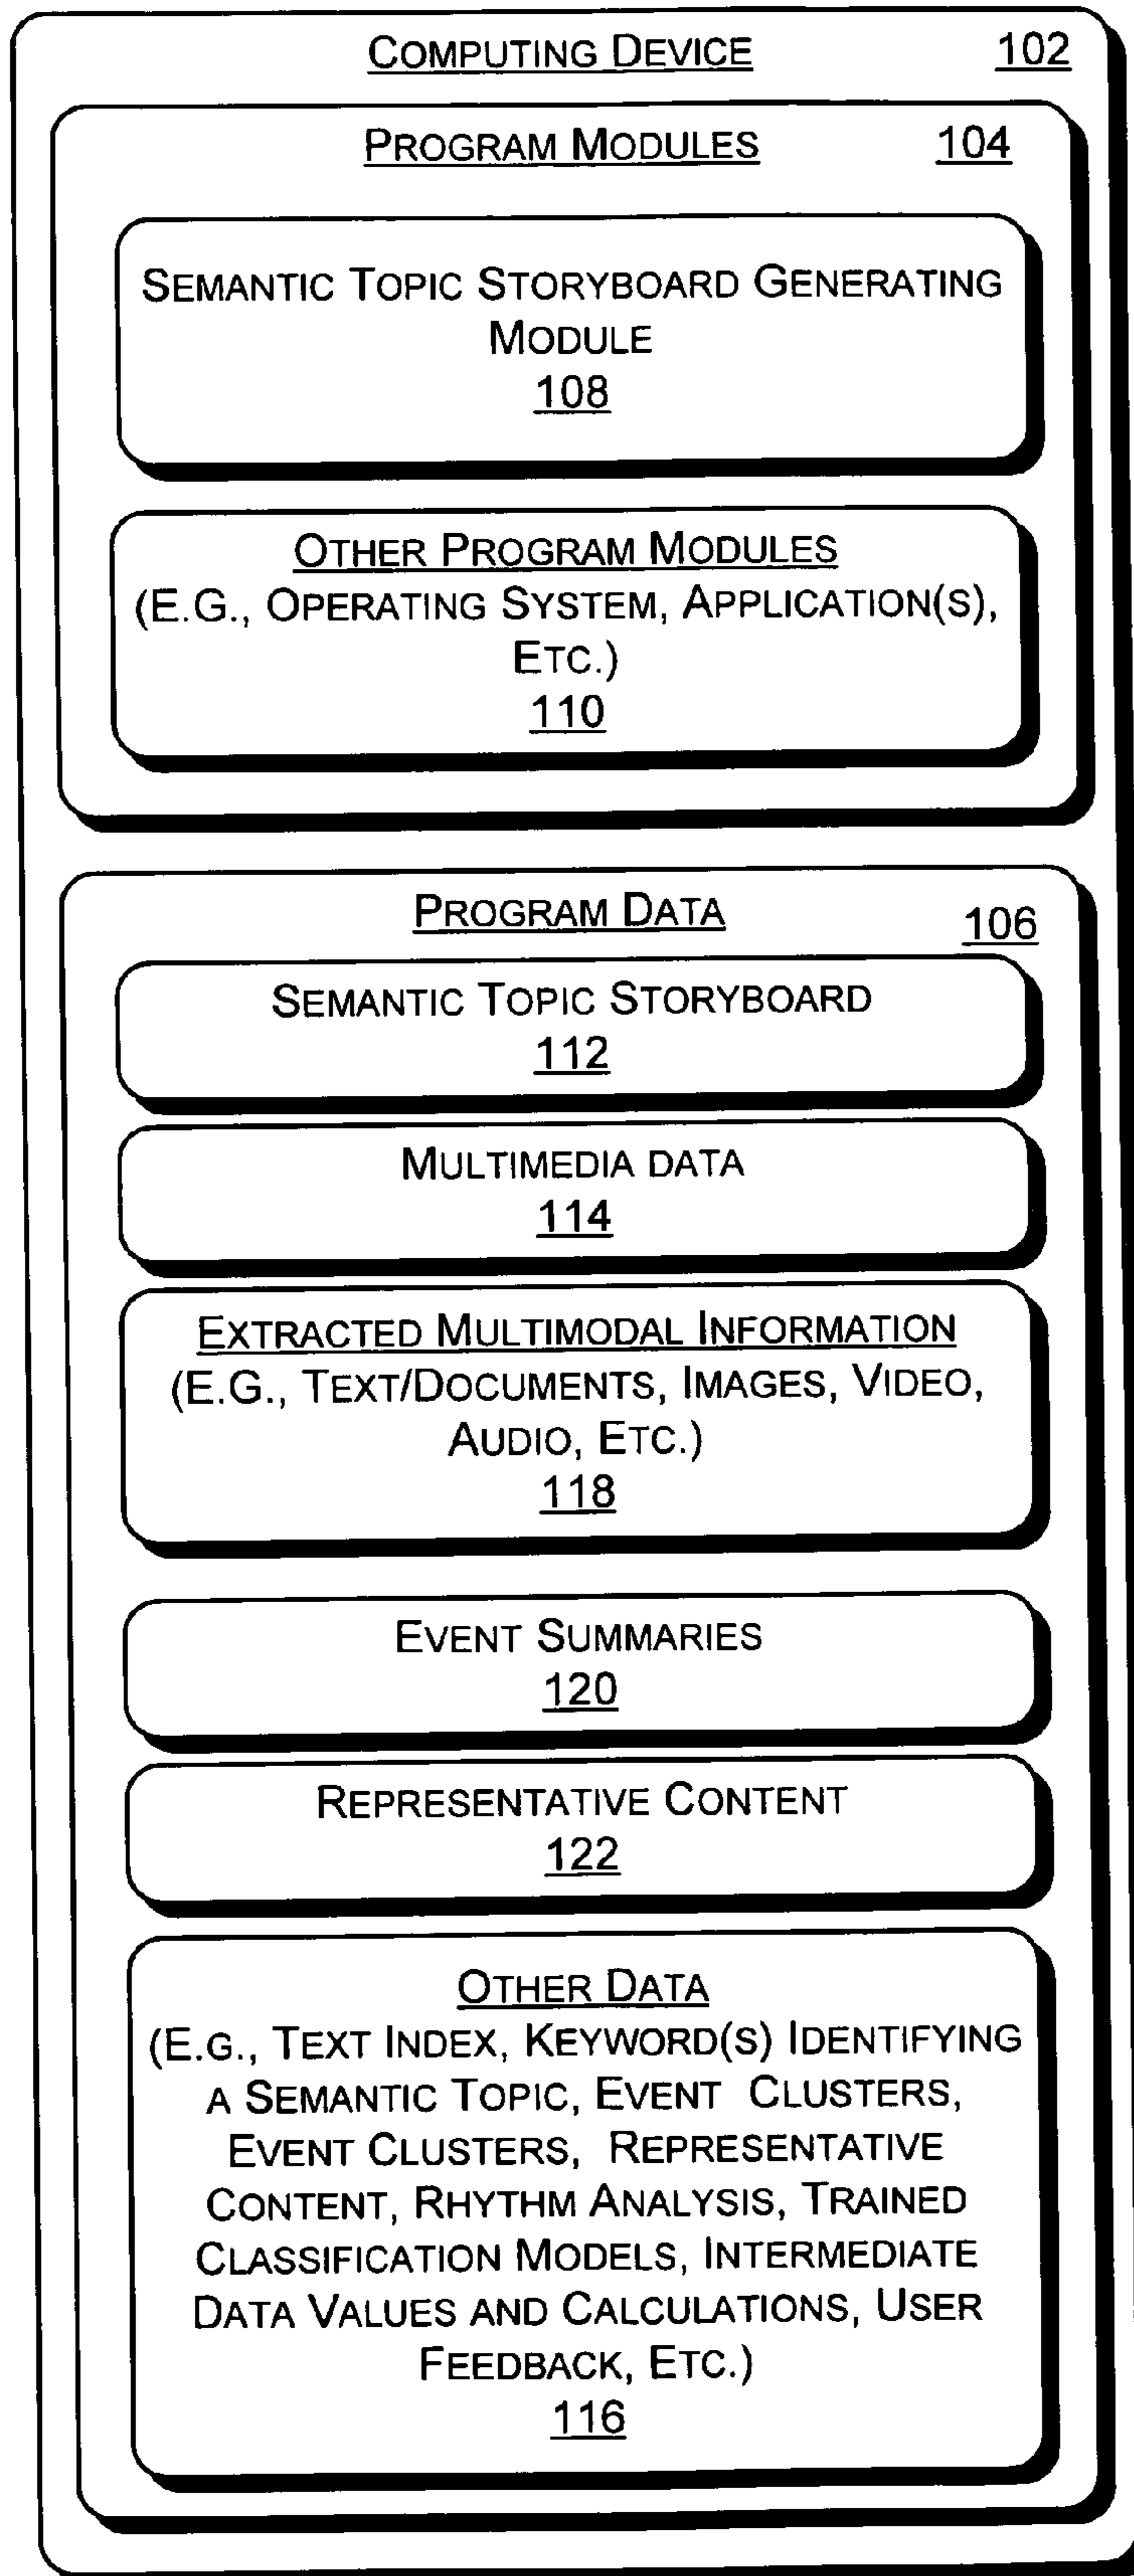 COMPUTING DEVICE 102
PROGRAM MODULES 104
SEMANTIC TOPIC STORYBOARD GENERATING
MODULE
108
OTHER PROGRAM MODULES
(E.G., OPERATING SYSTEM, APPLICATION(S),
ETC.)
110
PROGRAM DATA 106
SEMANTIC TOPIC STORYBOARD
112
MULTIMEDIA DATA
114
EXTRACTED MULTIMODAL INFORMATION
(E.G., TEXT/DOCUMENTS, IMAGES, VIDEO,
AUDIO, ETC.)
118
EVENT SUMMARIES
120
REPRESENTATIVE CONTENT
122
OTHER DATA
(E.G., TEXT INDEX, KEYWORD(S) IDENTIFYING
A SEMANTIC TOPIC, EVENT CLUSTERS,
EVENT CLUSTERS, REPRESENTATIVE
CONTENT, RHYTHM ANALYSIS, TRAINED
CLASSIFICATION MODELS, INTERMEDIATE
DATA VALUES AND CALCULATIONS, USER
FEEDBACK, ETC.)
116